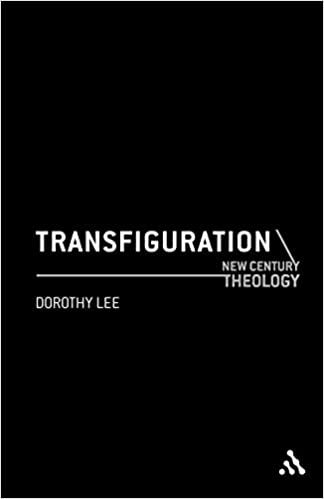 TRANSFIGURATION
NEW CENTURY
THEOLOGY
DOROTHY LEE